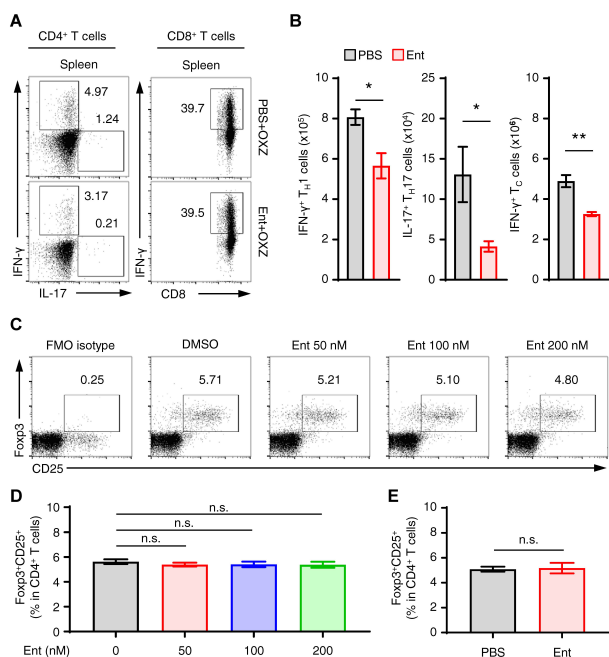 A
CD4⁺ T cells
CD8⁺ T cells
Spleen
Spleen
4.97
1.24
39.7
PBS+OXZ
3.17
0.21
39.5
Ent+OXZ
IFN-γ
IFN-γ
IFN-γ
IFN-γ
IL-17
CD8
B
PBS
Ent
IFN-γ⁺ T_H1 cells (x10⁵)
10
8
6
4
2
0
*
IL-17⁺ T_H17 cells (x10⁴)
25
20
15
10
5
0
*
IFN-γ⁺ T_C cells (x10⁶)
10
8
6
4
2
0
**
C
FMO isotype
DMSO
Ent 50 nM
Ent 100 nM
Ent 200 nM
0.25
5.71
5.21
5.10
4.80
Foxp3
CD25
D
Foxp3⁺CD25⁺
(% in CD4⁺ T cells)
10
8
6
4
2
0
n.s.
n.s.
n.s.
Ent (nM)
0
50
100
200
E
Foxp3⁺CD25⁺
(% in CD4⁺ T cells)
10
8
6
4
2
0
n.s.
PBS
Ent